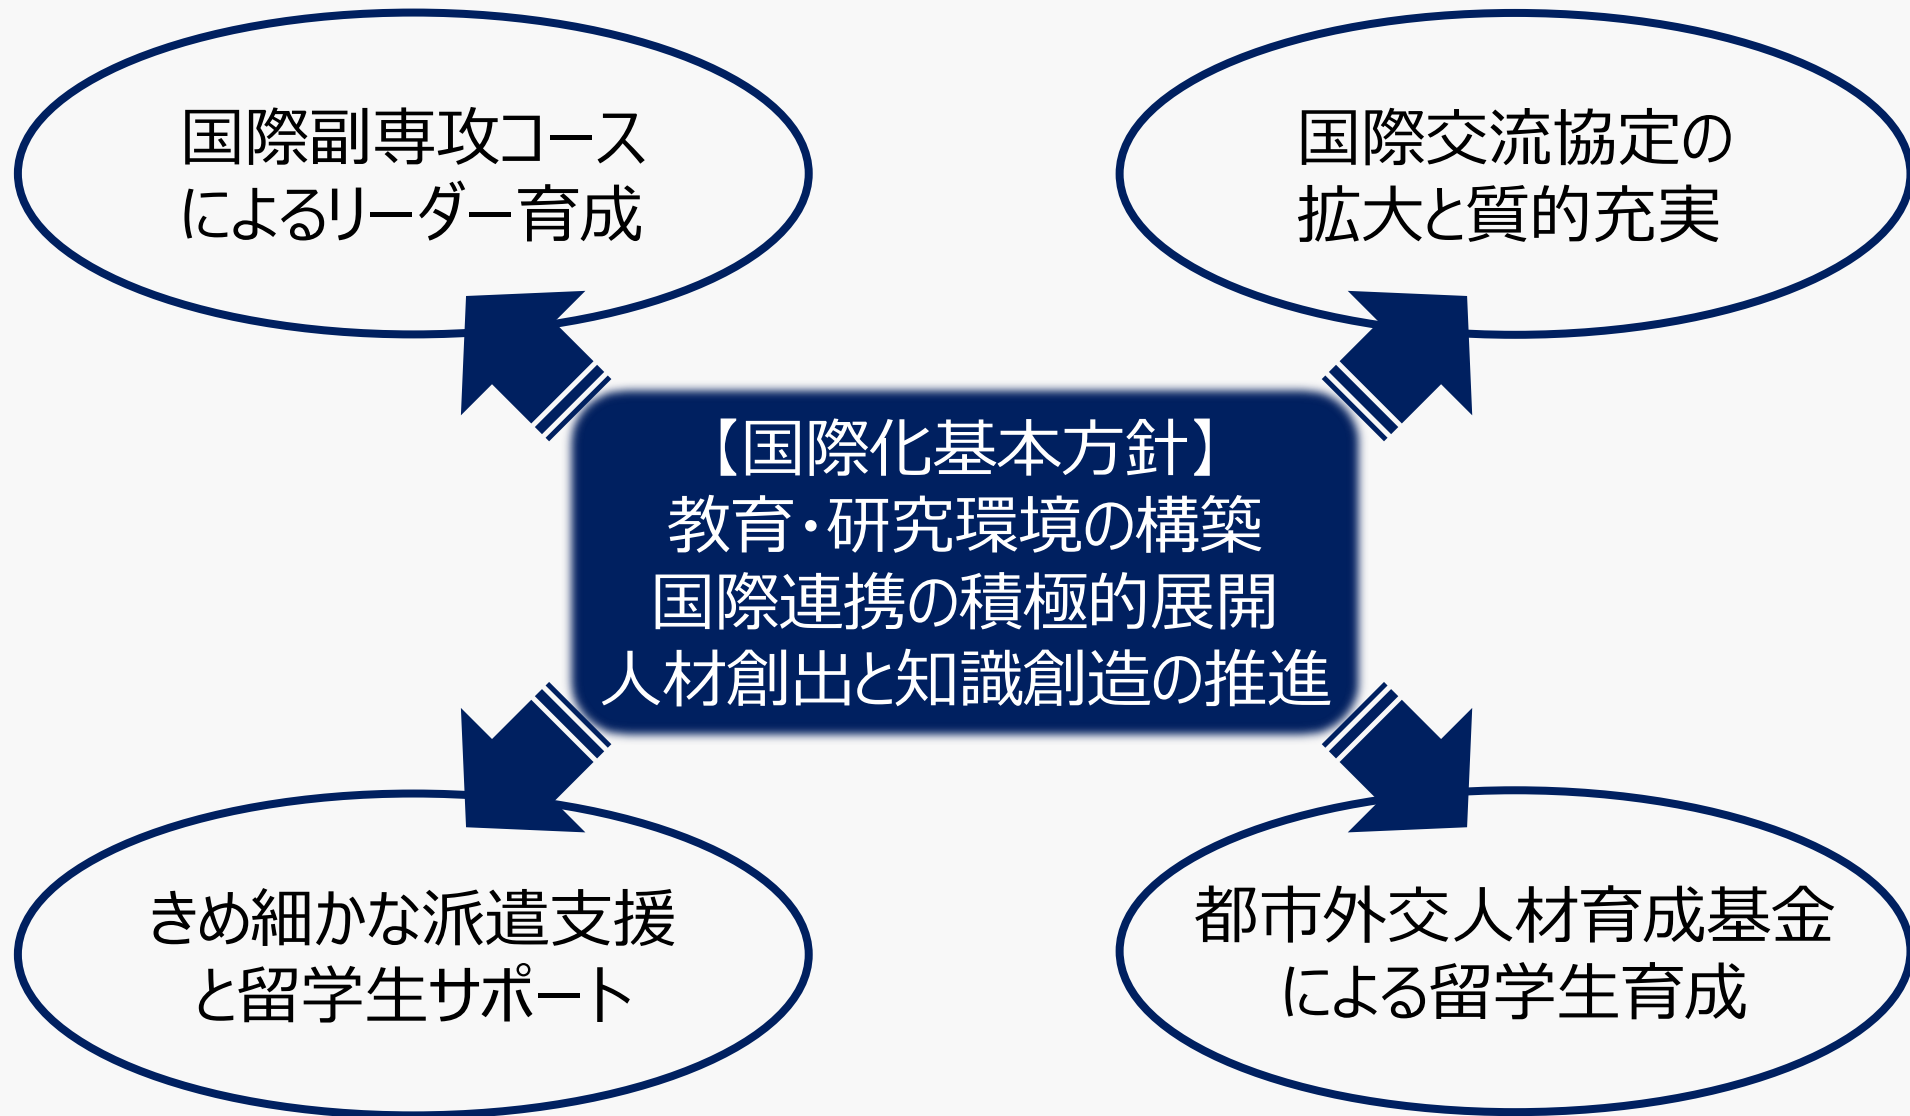 国際副専攻コース
によるリーダー育成
国際交流協定の
拡大と質的充実
【国際化基本方針】
教育・研究環境の構築
国際連携の積極的展開
人材創出と知識創造の推進
きめ細かな派遣支援
と留学生サポート
都市外交人材育成基金
による留学生育成